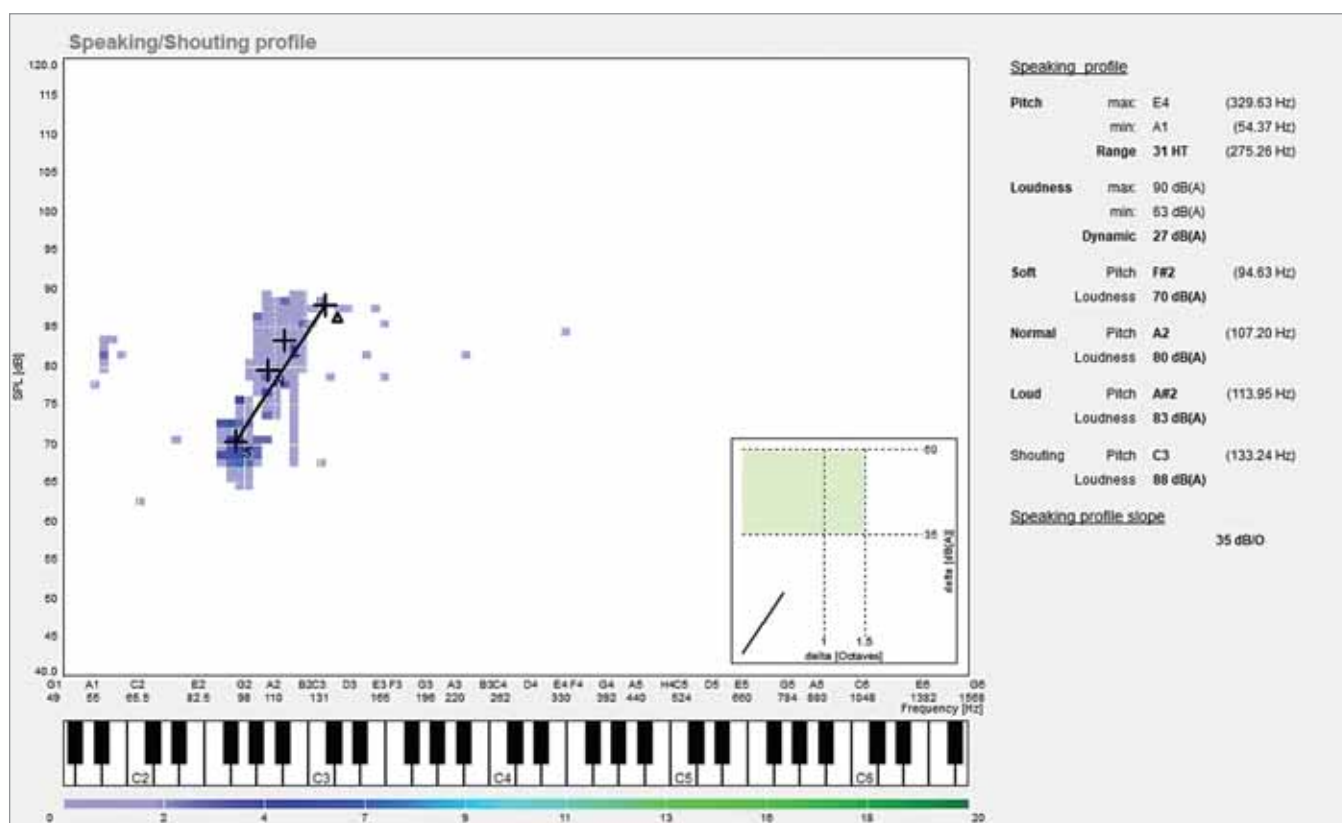 Speaking/Shouting profile
120.0
115
110
105
100
95
90
85
80
75
70
65
60
55
50
45
40.0
SPL [dB]
60
35
delta [dB(A)]
1 1.5
delta [Octaves]
G1 A1 C2 E2 G2 A2 B2C3 D3 E3 F3 G3 A3 B3C4 D4 E4 F4 G4 A5 H4C5 D5 E5 G5 A5 C6 E6 G6
49 55 65.5 82.5 98 110 131 165 196 220 262 330 392 440 524 660 784 880 1048 1382 1568
Frequency [Hz]
C2 C3 C4 C5 C6
0 2 4 7 9 11 13 16 18 20
Speaking profile
Pitch max: E4 (329.63 Hz)
min: A1 (54.37 Hz)
Range 31 HT (275.26 Hz)
Loudness max: 90 dB(A)
min: 63 dB(A)
Dynamic 27 dB(A)
Soft Pitch F#2 (94.63 Hz)
Loudness 70 dB(A)
Normal Pitch A2 (107.20 Hz)
Loudness 80 dB(A)
Loud Pitch A#2 (113.95 Hz)
Loudness 83 dB(A)
Shouting Pitch C3 (133.24 Hz)
Loudness 88 dB(A)
Speaking profile slope
35 dB/O